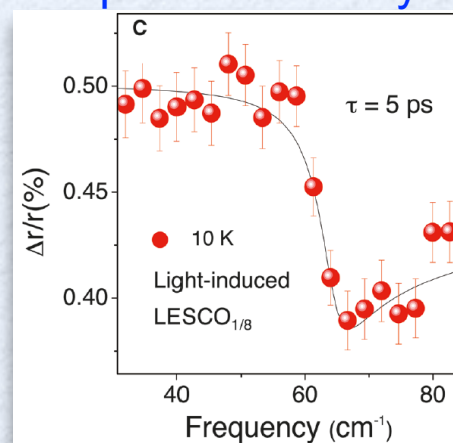 C
0.50
0.45
0.40
Δr/r(%)
τ = 5 ps
10 K
Light-induced
LESCO1/8
40
60
80
Frequency (cm-1)